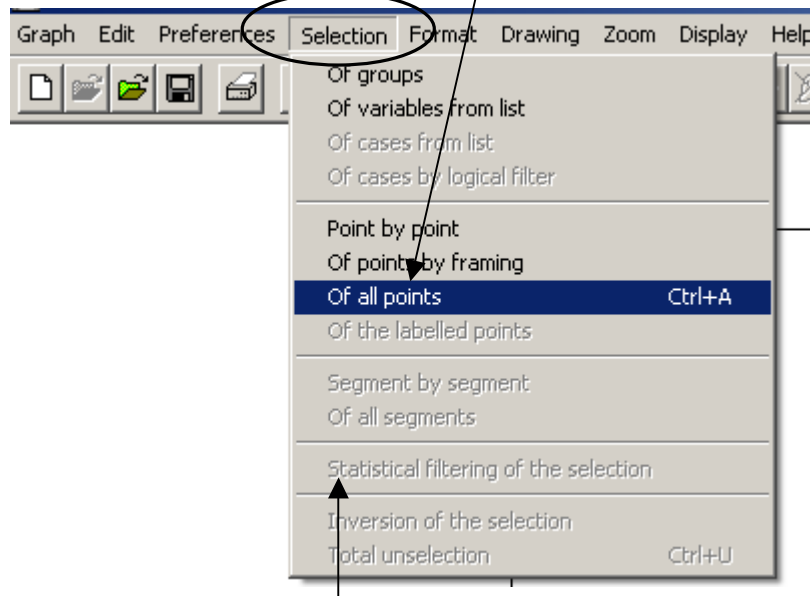 Graph Edit Preferences Selection Format Drawing Zoom Display Help
Of groups
Of variables from list
Of cases from list
Of cases by logical filter
Point by point
Of points by framing
Of all points Ctrl+A
Of the labelled points
Segment by segment
Of all segments
Statistical filtering of the selection
Inversion of the selection
Total unselection Ctrl+U